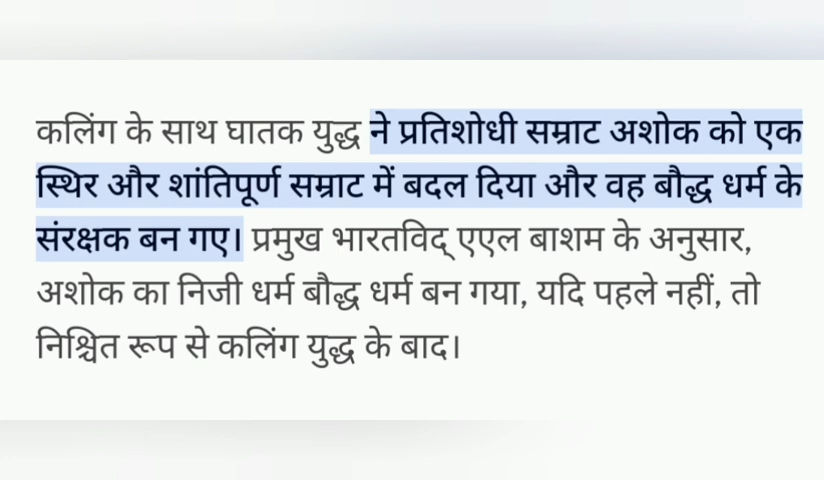 कलिंग के साथ घातक युद्ध ने प्रतिशोधी सम्राट अशोक को एक
स्थिर और शांतिपूर्ण सम्राट में बदल दिया और वह बौद्ध धर्म के
संरक्षक बन गए। प्रमुख भारतविद् एएल बाशम के अनुसार,
अशोक का निजी धर्म बौद्ध धर्म बन गया, यदि पहले नहीं, तो
निश्चित रूप से कलिंग युद्ध के बाद।